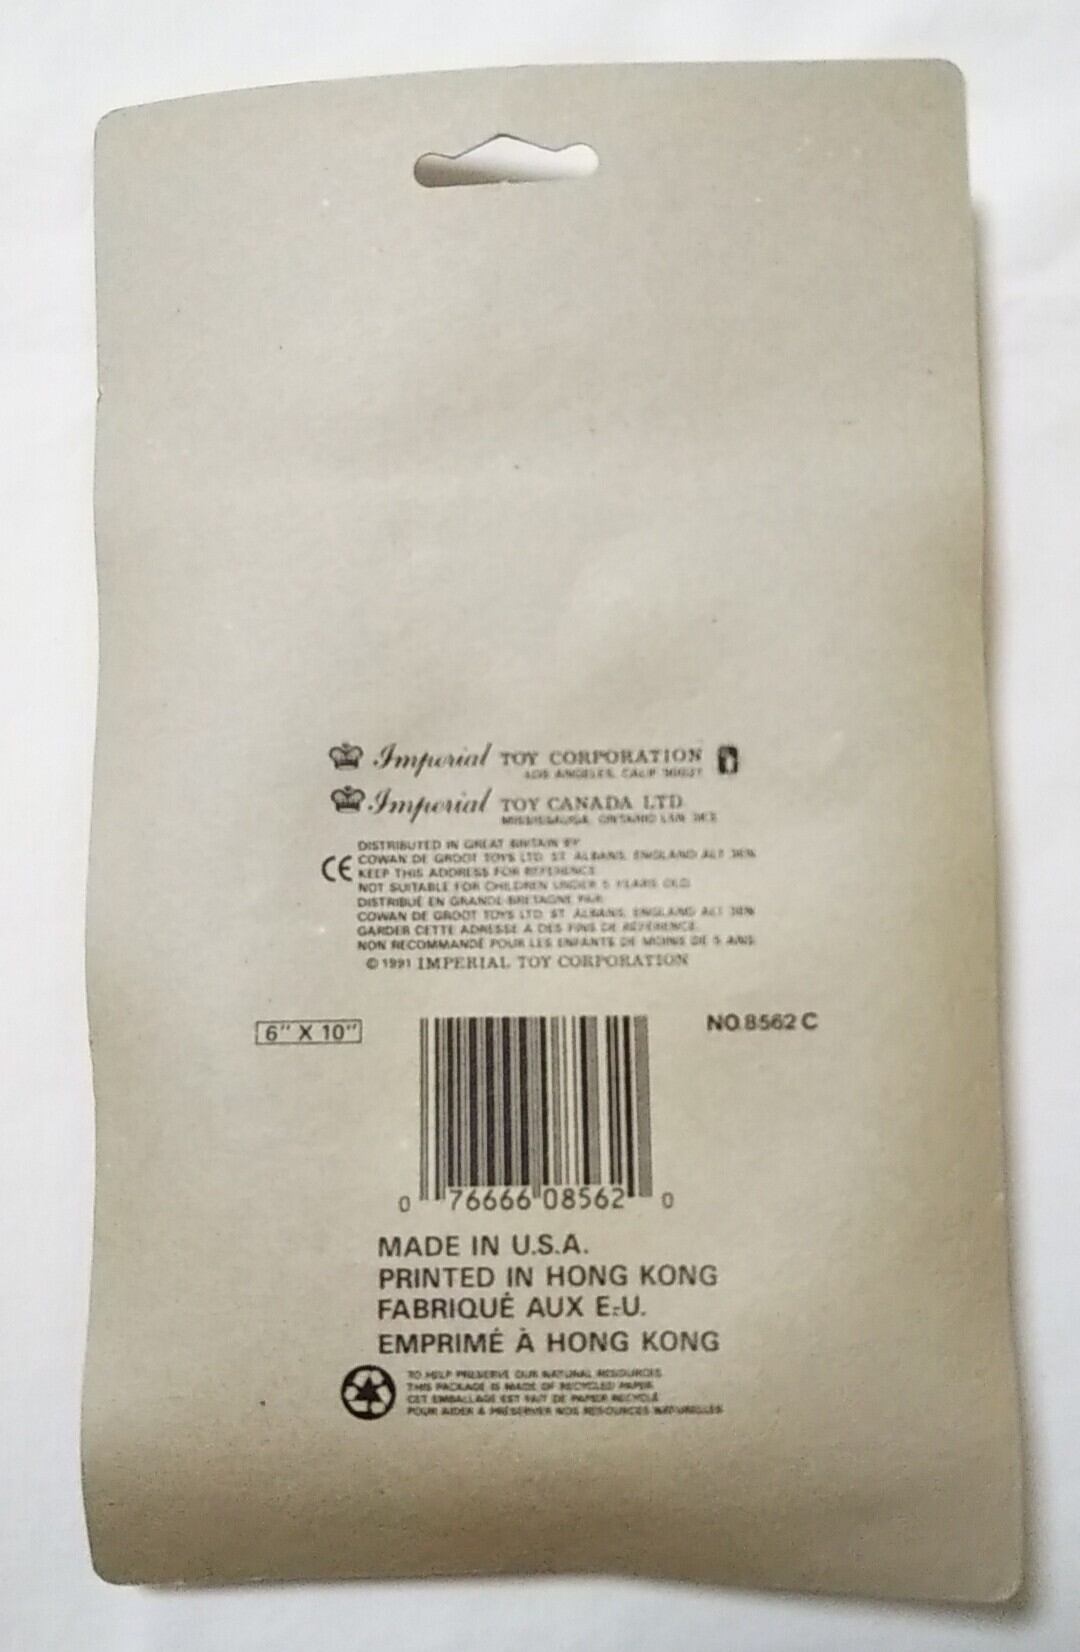 Imperial TOY CORPORATION
LOS ANGELES, CALIF
Imperial TOY CANADA LTD
MISSISSAUGA, ONTARIO
DISTRIBUTED IN GREAT BRITAIN BY
CE COWAN DE GROOT TOYS LTD ST ALBANS, ENGLAND AL1
KEEP THIS ADDRESS FOR REFERENCE
NOT SUITABLE FOR CHILDREN UNDER 5 YEARS OLD
DISTRIBUÉ EN GRANDE-BRETAGNE PAR
COWAN DE GROOT TOYS LTD ST ALBANS, ENGLAND AL1
GARDER CETTE ADRESSE A DES FINS DE REFERENCE
NON RECOMMANDÉ POUR LES ENFANTS DE MOINS DE 5 ANS
© 1991 IMPERIAL TOY CORPORATION
6" X 10"
NO.8562 C
0 76666 08562 0
MADE IN U.S.A.
PRINTED IN HONG KONG
FABRIQUÉ AUX E.-U.
EMPRIMÉ À HONG KONG
TO HELP PRESERVE OUR NATURAL RESOURCES
THIS PACKAGE IS MADE OF RECYCLED PAPER
CET EMBALLAGE EST FAIT DE PAPIER RECYCLÉ
POUR AIDER A PRÉSERVER NOS RESOURCES NATURELLES